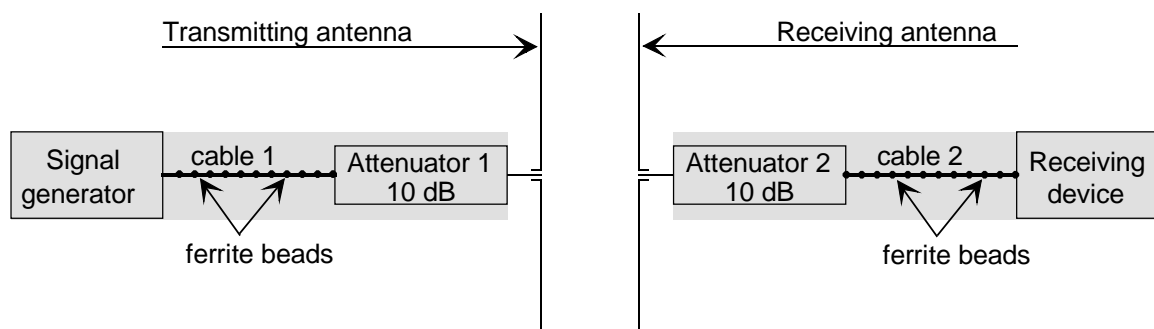 Transmitting antenna
Receiving antenna
Signal
generator
cable 1
Attenuator 1
10 dB
Attenuator 2
10 dB
cable 2
Receiving
device
ferrite beads
ferrite beads